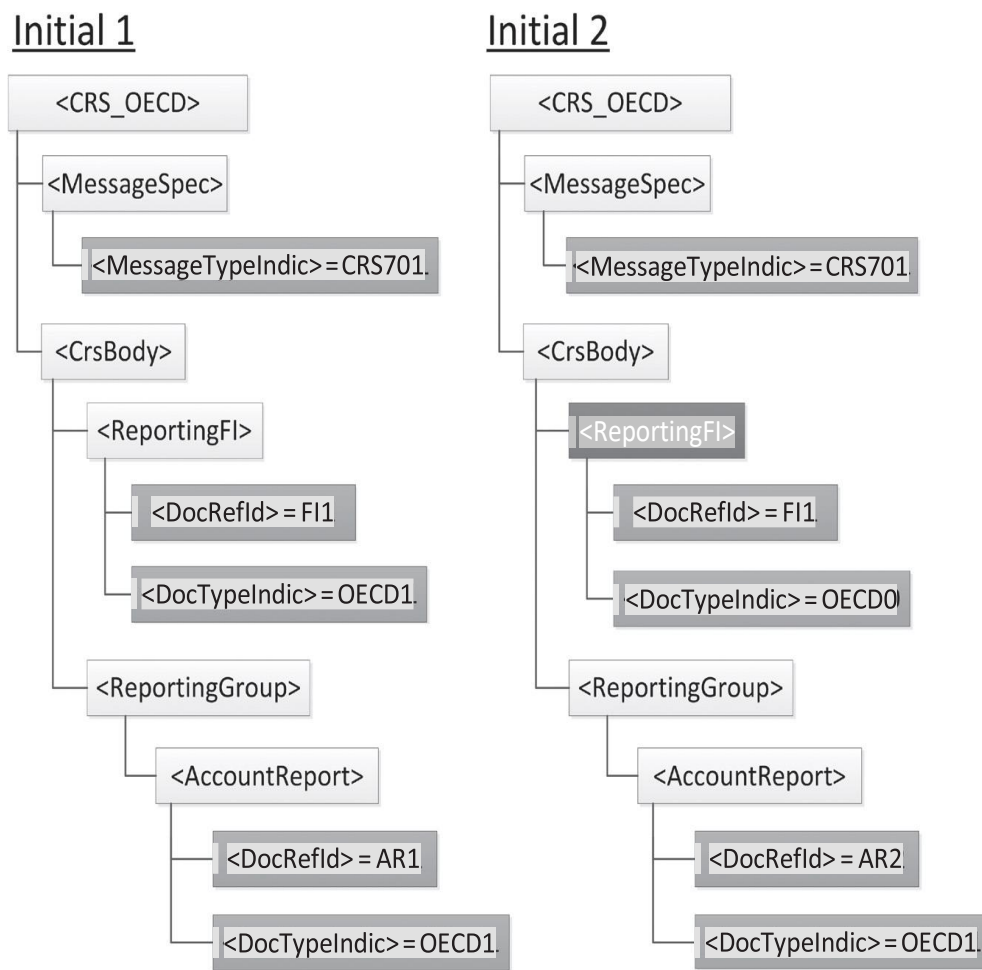 Initial 1
<CRS_OECD>
<MessageSpec>
<MessageTypeIndic>=CRS701.
<CrsBody>
<ReportingFI>
<DocRefId>= FI1.
<DocTypeIndic>= OECD1.
<ReportingGroup>
<AccountReport>
<DocRefId>= AR1.
<DocTypeIndic>= OECD1.
Initial 2
<CRS_OECD>
<MessageSpec>
<MessageTypeIndic>=CRS701.
<CrsBody>
<ReportingFI>
<DocRefId>= FI1.
<DocTypeIndic>= OECD0
<ReportingGroup>
<AccountReport>
<DocRefId>= AR2.
<DocTypeIndic>= OECD1.